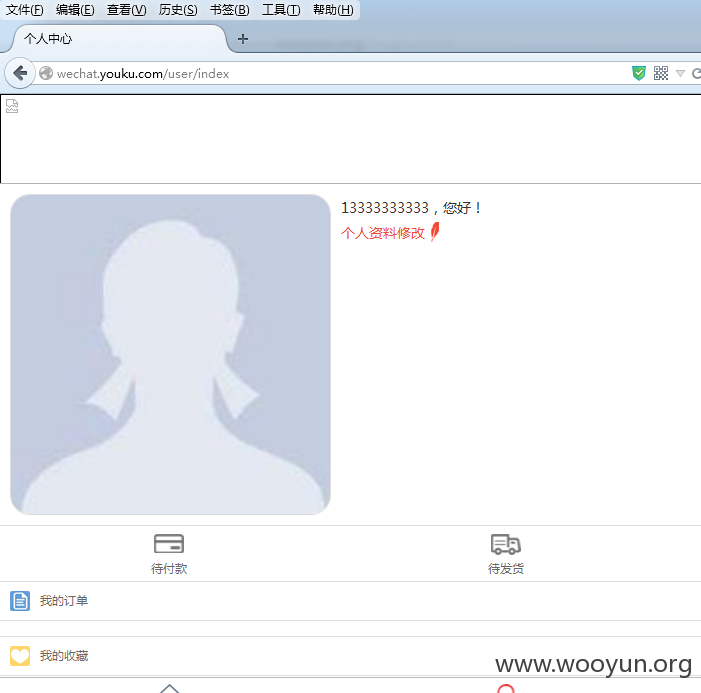 文件(F) 编辑(E) 查看(V) 历史(S) 书签(B) 工具(T) 帮助(H)
个人中心
wechat.youku.com/user/index
13333333333，您好！
个人资料修改
待付款 待发货
我的订单
我的收藏
www.wooyun.org